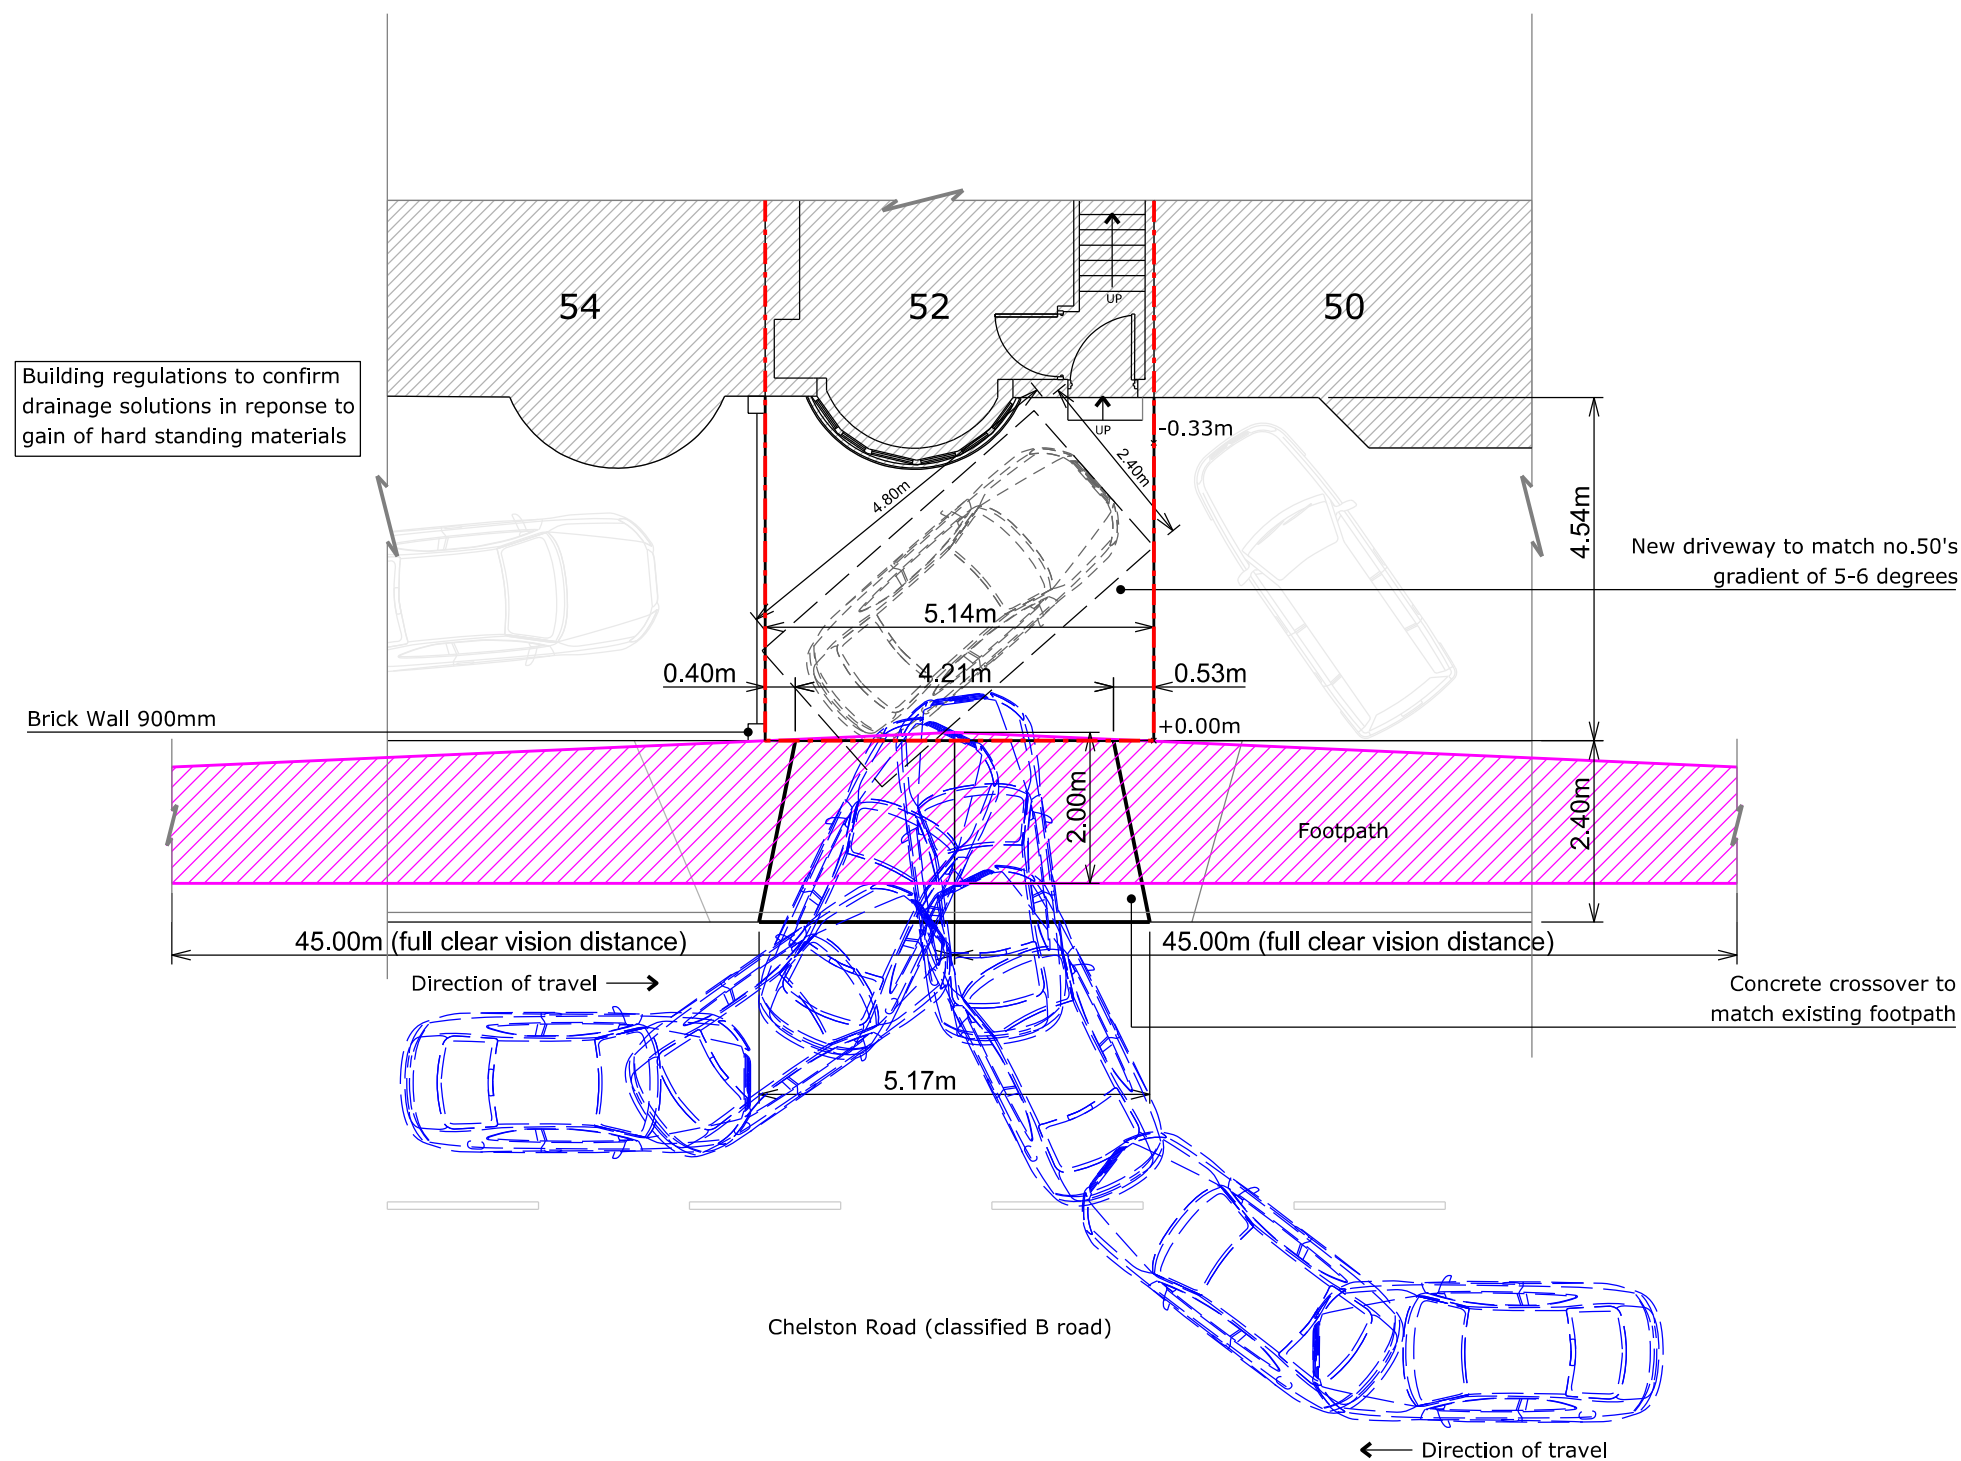 54
52
50
UP
UP
Building regulations to confirm
drainage solutions in reponse to
gain of hard standing materials
-0.33m
2.40m
4.80m
4.54m
New driveway to match no.50's
gradient of 5-6 degrees
5.14m
0.40m
4.21m
0.53m
Brick Wall 900mm
+0.00m
2.00m
2.40m
Footpath
45.00m (full clear vision distance)
45.00m (full clear vision distance)
Direction of travel
Concrete crossover to
match existing footpath
5.17m
Chelston Road (classified B road)
Direction of travel